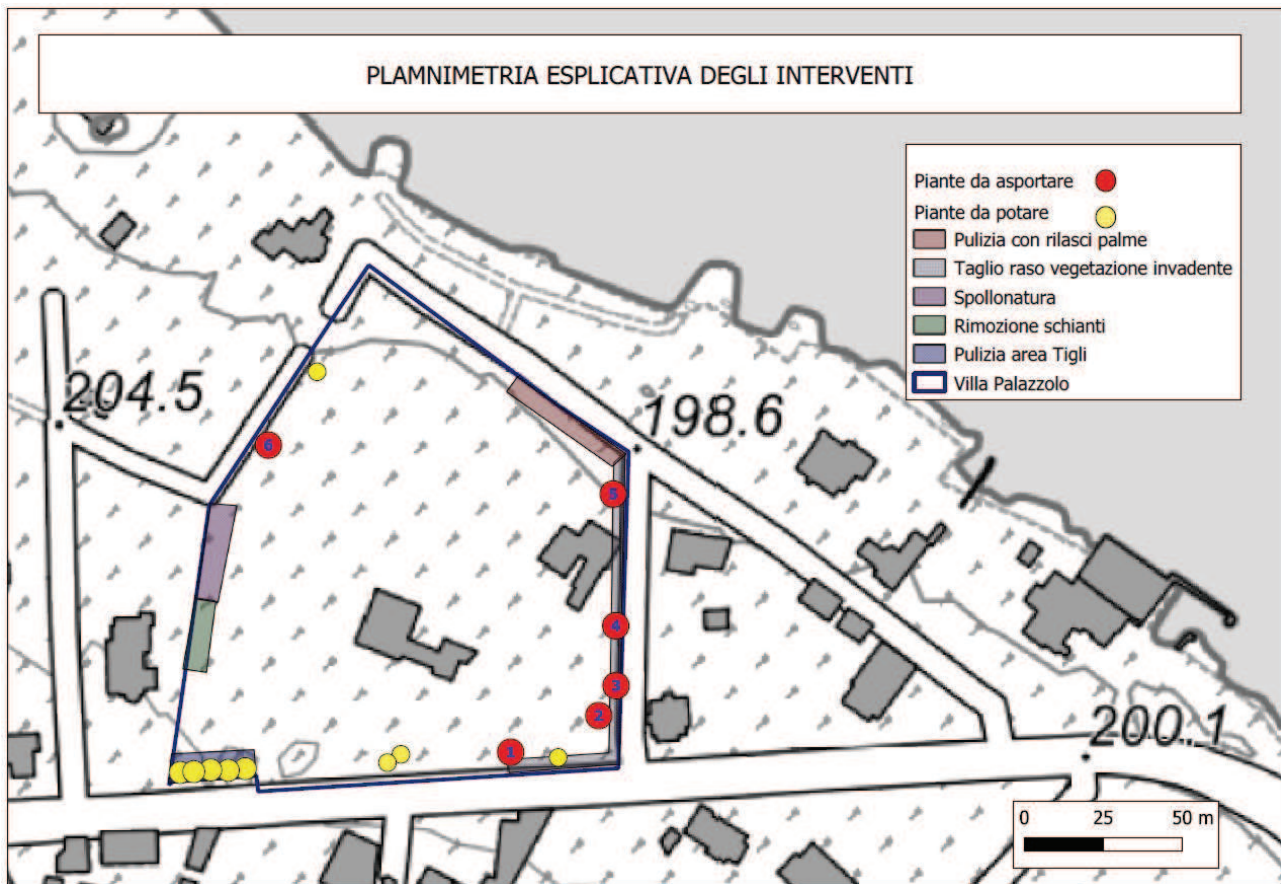 PLAMNIMETRIA ESPLICATIVA DEGLI INTERVENTI
Piante da asportare
Piante da potare
Pulizia con rilasci palme
Taglio raso vegetazione invadente
Spollonatura
Rimozione schianti
Pulizia area Tigli
Villa Palazzolo
204.5
198.6
6
5
4
3
2
1
200.1
0 25 50 m